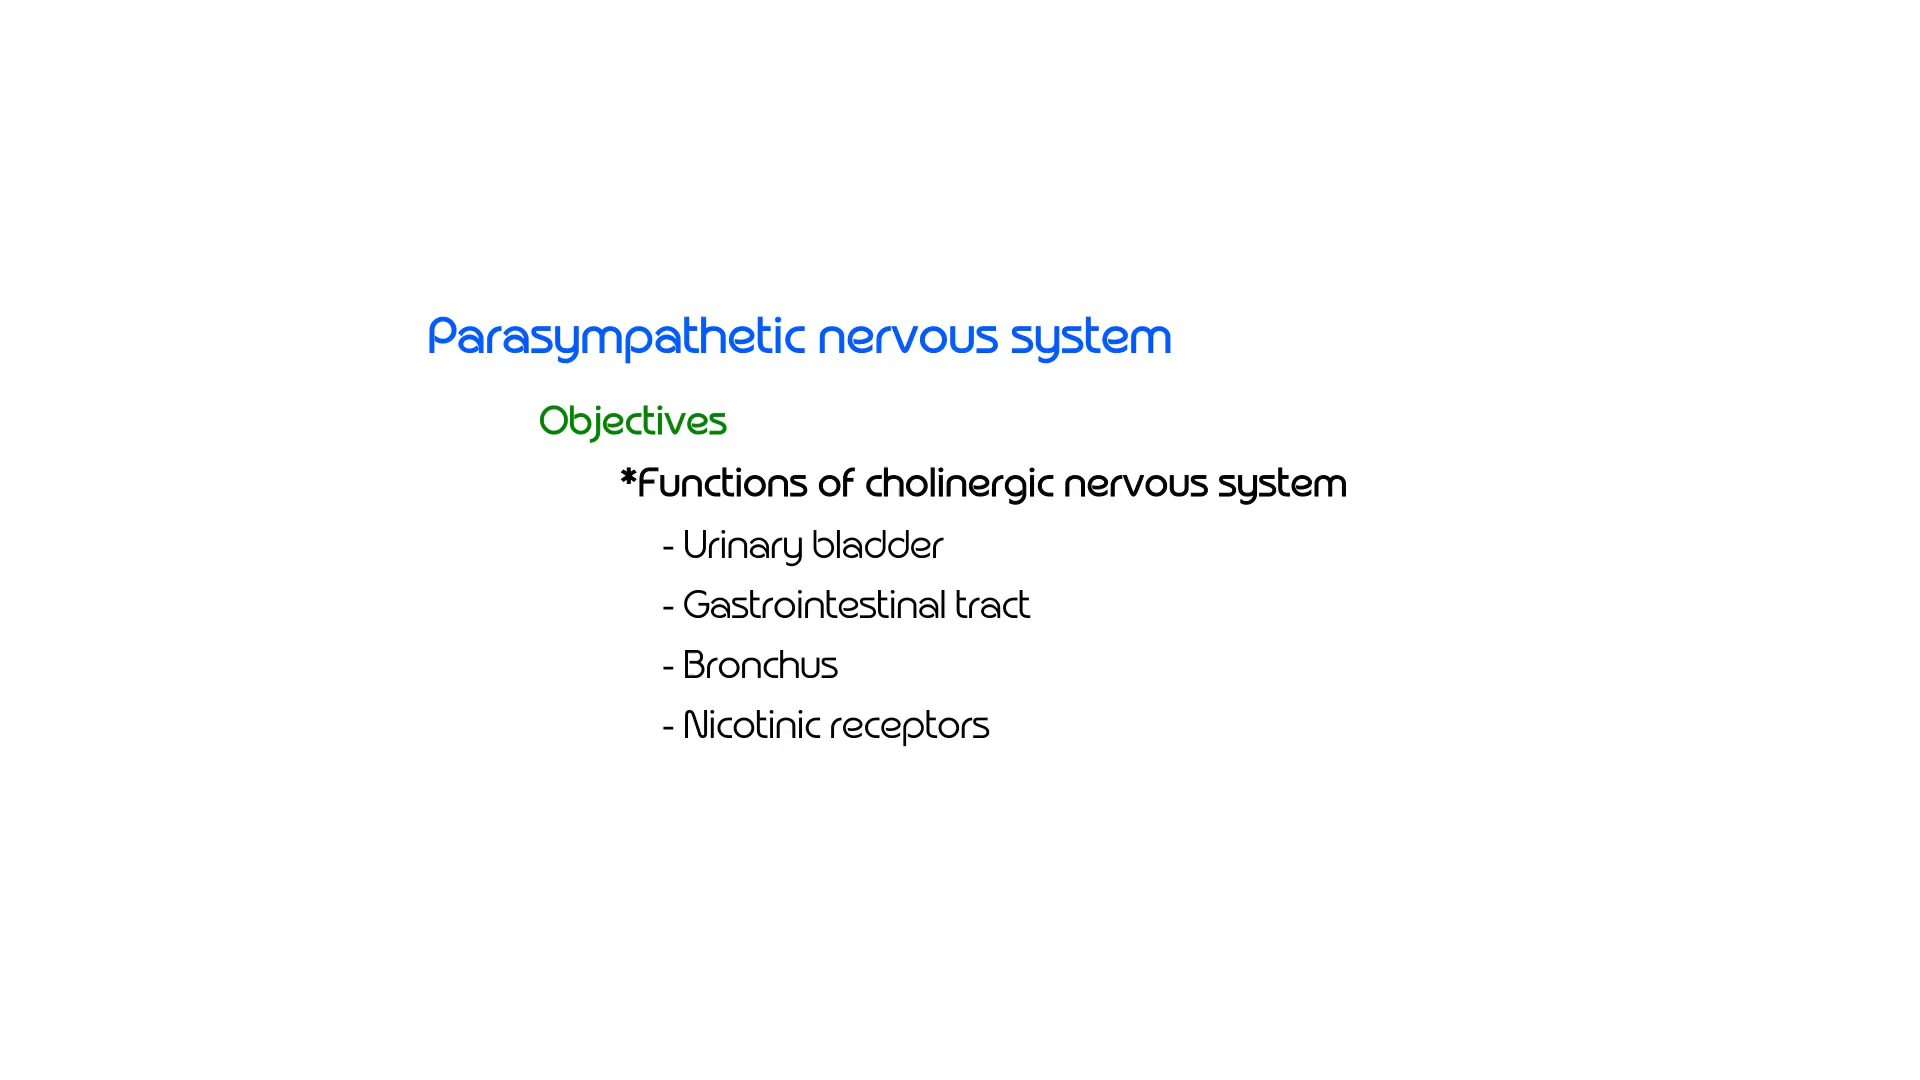 Parasympathetic nervous system
Objectives
*Functions of cholinergic nervous system
- Urinary bladder
- Gastrointestinal tract
- Bronchus
- Nicotinic receptors